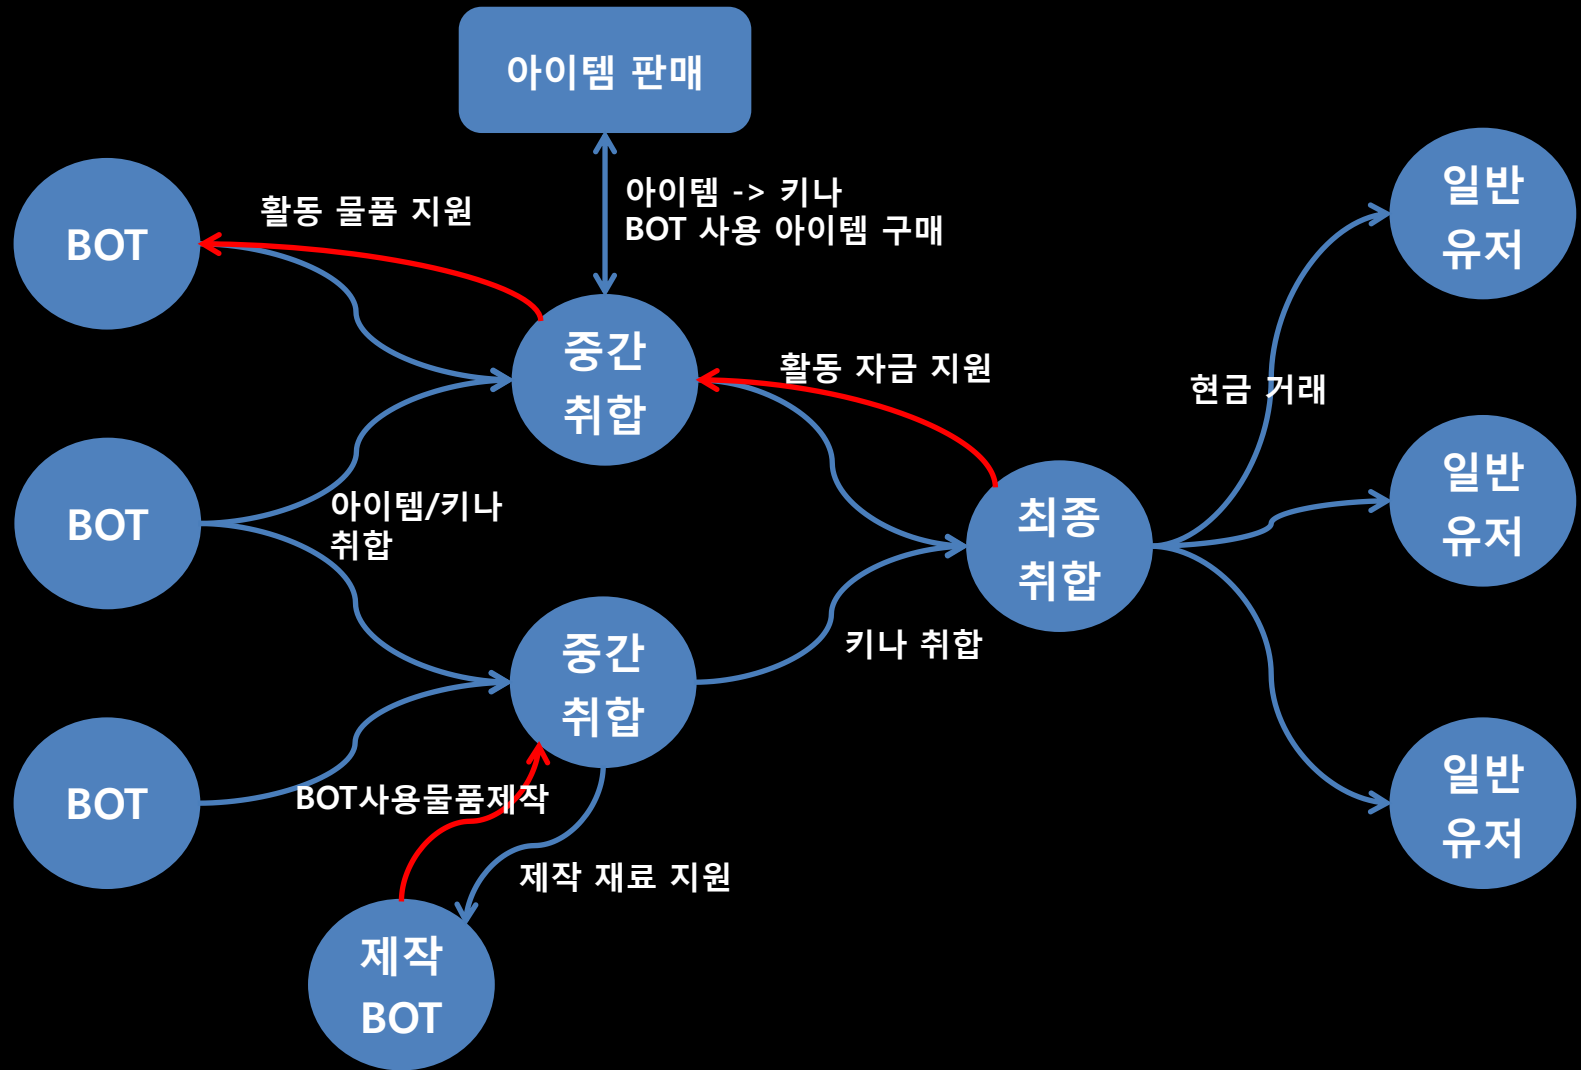 아이템 판매
아이템 -> 키나
BOT 사용 아이템 구매
활동 물품 지원
BOT
일반
유저
중간
취합
활동 자금 지원
현금 거래
BOT
아이템/키나
취합
최종
취합
일반
유저
중간
취합
키나 취합
BOT
BOT사용물품제작
제작 재료 지원
일반
유저
제작
BOT